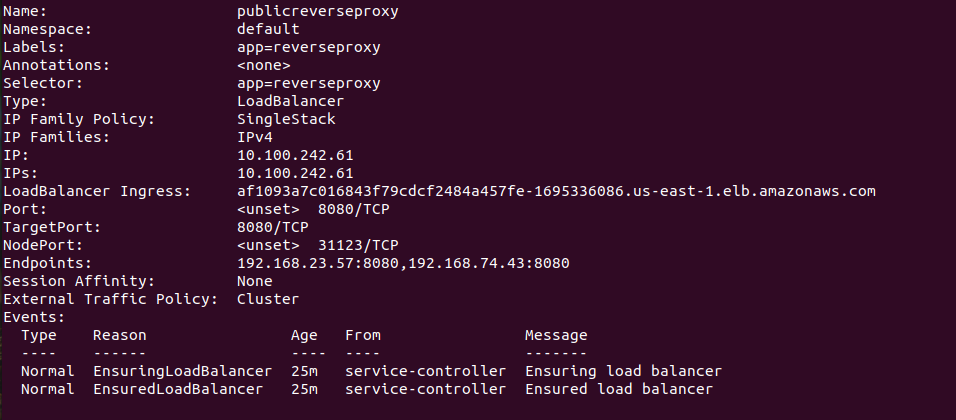 Name:                     publicreverseproxy
Namespace:                default
Labels:                   app=reverseproxy
Annotations:              <none>
Selector:                 app=reverseproxy
Type:                     LoadBalancer
IP Family Policy:         SingleStack
IP Families:              IPv4
IP:                       10.100.242.61
IPs:                      10.100.242.61
LoadBalancer Ingress:     af1093a7c016843f79cdcf2484a457fe-1695336086.us-east-1.elb.amazonaws.com
Port:                     <unset>  8080/TCP
TargetPort:               8080/TCP
NodePort:                 <unset>  31123/TCP
Endpoints:                192.168.23.57:8080,192.168.74.43:8080
Session Affinity:         None
External Traffic Policy:  Cluster
Events:
  Type    Reason                Age   From                Message
  ----    ------                ----  ----                -------
  Normal  EnsuringLoadBalancer  25m   service-controller  Ensuring load balancer
  Normal  EnsuredLoadBalancer   25m   service-controller  Ensured load balancer